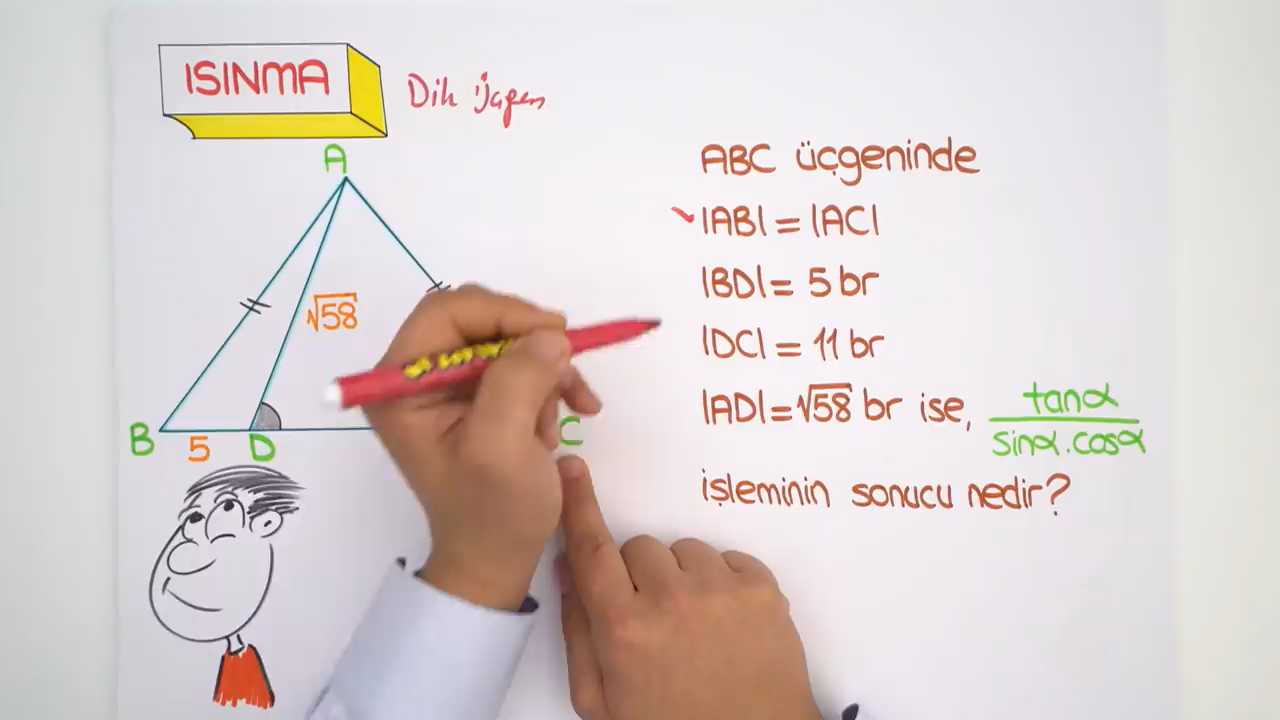 ISINMA
Dik üçgen
A
√58
B
5
D
C
ABC üçgeninde
|AB| = |AC|
|BD| = 5 br
|DC| = 11 br
|AD| = √58 br ise, tanα / sinα.cosα
işleminin sonucu nedir?